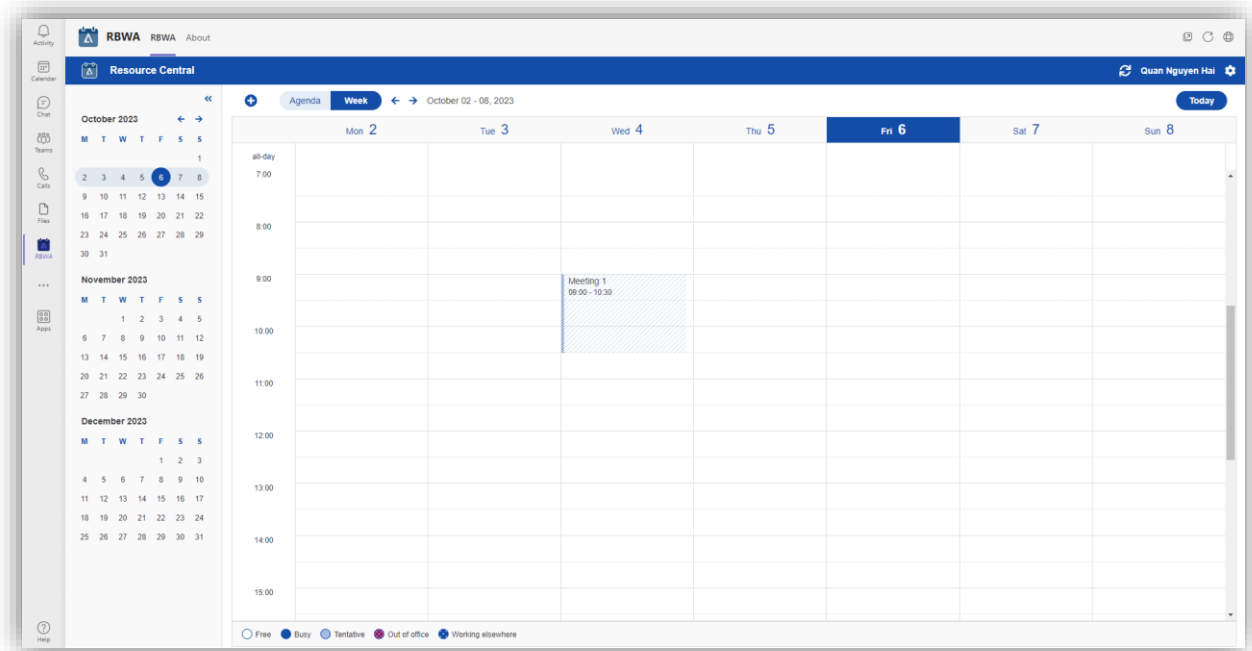 Activity
Calendar
Chat
Teams
Calls
Files
RBWA
Apps
Help
RBWA RBWA About
Resource Central
Quan Nguyen Hai
October 2023
M T W T F S S
1
2 3 4 5 6 7 8
9 10 11 12 13 14 15
16 17 18 19 20 21 22
23 24 25 26 27 28 29
30 31
November 2023
M T W T F S S
1 2 3 4 5
6 7 8 9 10 11 12
13 14 15 16 17 18 19
20 21 22 23 24 25 26
27 28 29 30
December 2023
M T W T F S S
1 2 3
4 5 6 7 8 9 10
11 12 13 14 15 16 17
18 19 20 21 22 23 24
25 26 27 28 29 30 31
Agenda Week October 02 - 08, 2023 Today
Mon 2 Tue 3 Wed 4 Thu 5 Fri 6 Sat 7 Sun 8
all-day
7:00
8:00
9:00
Meeting 1
09:00 - 10:30
10:00
11:00
12:00
13:00
14:00
15:00
Free Busy Tentative Out of office Working elsewhere